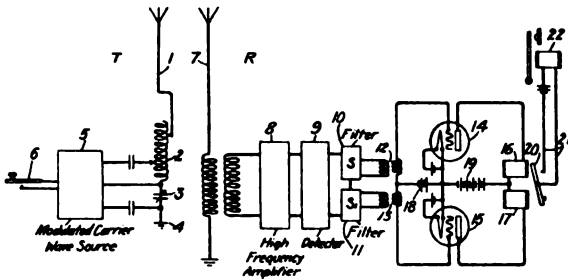 T
1
7
R
5
6
Modulated Carrier
Wave Source
2
3
4
8
High
Frequency
Amplifier
9
Detector
10
Filter
S
S₁
Filter
11
12
13
14
15
16
17
18
19
20
22